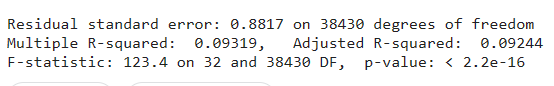 Residual standard error: 0.8817 on 38430 degrees of freedom
Multiple R-squared:  0.09319,   Adjusted R-squared:  0.09244
F-statistic: 123.4 on 32 and 38430 DF,  p-value: < 2.2e-16